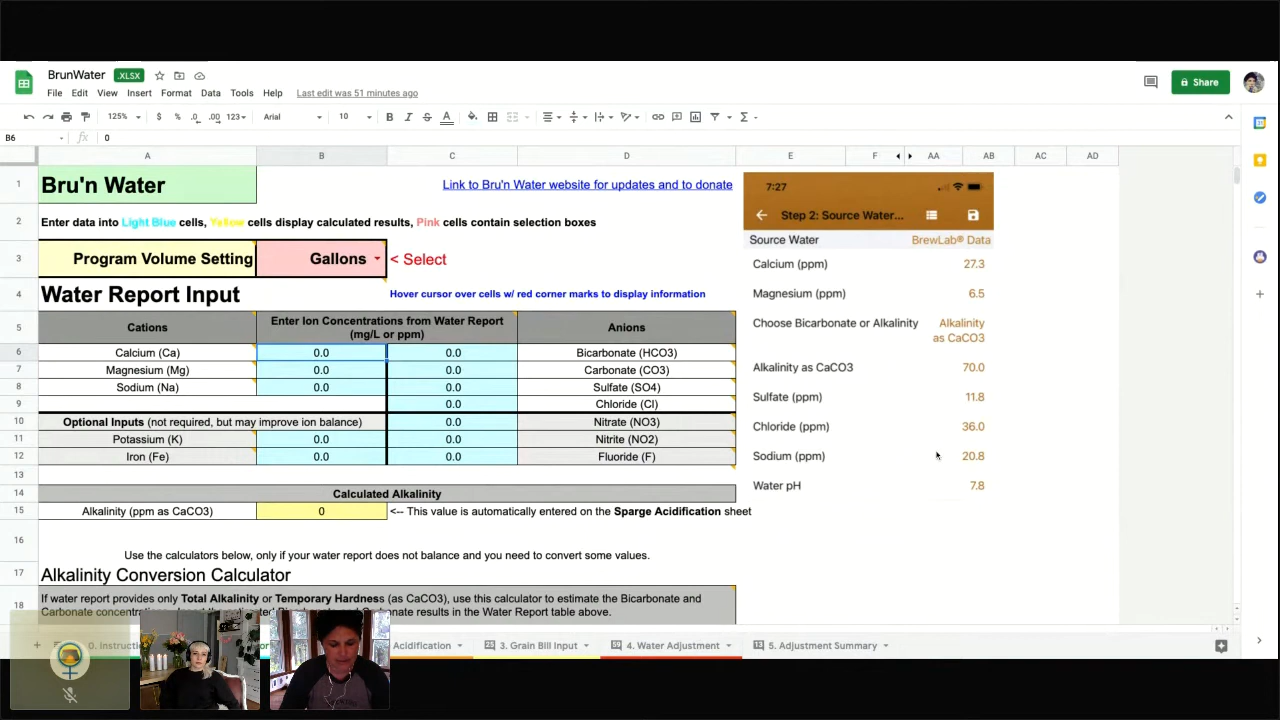 BrunWater .XLSX
File Edit View Insert Format Data Tools Help Last edit was 51 minutes ago
Share
125% $ % .0 .00 123 Arial 10 B I S A
B6 fx 0
A B C D E F AA AB AC AD
1 Bru'n Water Link to Bru'n Water website for updates and to donate
2 Enter data into Light Blue cells, Yellow cells display calculated results, Pink cells contain selection boxes
3 Program Volume Setting Gallons < Select
4 Water Report Input Hover cursor over cells w/ red corner marks to display information
5 Cations Enter Ion Concentrations from Water Report Anions
(mg/L or ppm)
6 Calcium (Ca) 0.0 0.0 Bicarbonate (HCO3)
7 Magnesium (Mg) 0.0 0.0 Carbonate (CO3)
8 Sodium (Na) 0.0 0.0 Sulfate (SO4)
9 0.0 Chloride (Cl)
10 Optional Inputs (not required, but may improve ion balance) 0.0 Nitrate (NO3)
11 Potassium (K) 0.0 0.0 Nitrite (NO2)
12 Iron (Fe) 0.0 0.0 Fluoride (F)
13
14 Calculated Alkalinity
15 Alkalinity (ppm as CaCO3) 0 <-- This value is automatically entered on the Sparge Acidification sheet
16 Use the calculators below, only if your water report does not balance and you need to convert some values.
17 Alkalinity Conversion Calculator
18 If water report provides only Total Alkalinity or Temporary Hardness (as CaCO3), use this calculator to estimate the Bicarbonate and
Carbonate results in the Water Report table above.
7:27
Step 2: Source Water...
Source Water BrewLab® Data
Calcium (ppm) 27.3
Magnesium (ppm) 6.5
Choose Bicarbonate or Alkalinity Alkalinity
as CaCO3
Alkalinity as CaCO3 70.0
Sulfate (ppm) 11.8
Chloride (ppm) 36.0
Sodium (ppm) 20.8
Water pH 7.8
0. Instructi Acidification 3. Grain Bill Input 4. Water Adjustment 5. Adjustment Summary